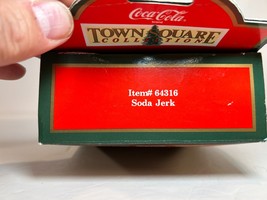 Coca-Cola
TOWN SQUARE
COLLECTION
Item# 64316
Soda Jerk